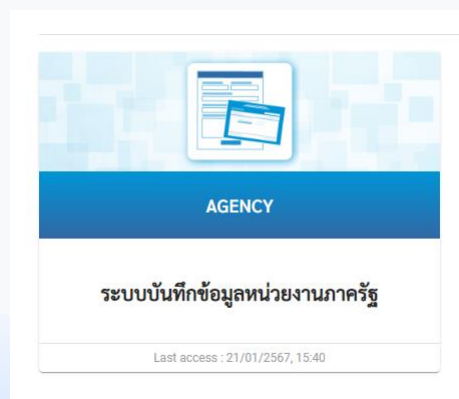 AGENCY
ระบบบันทึกข้อมูลหน่วยงานภาครัฐ
Last access : 21/01/2567, 15:40